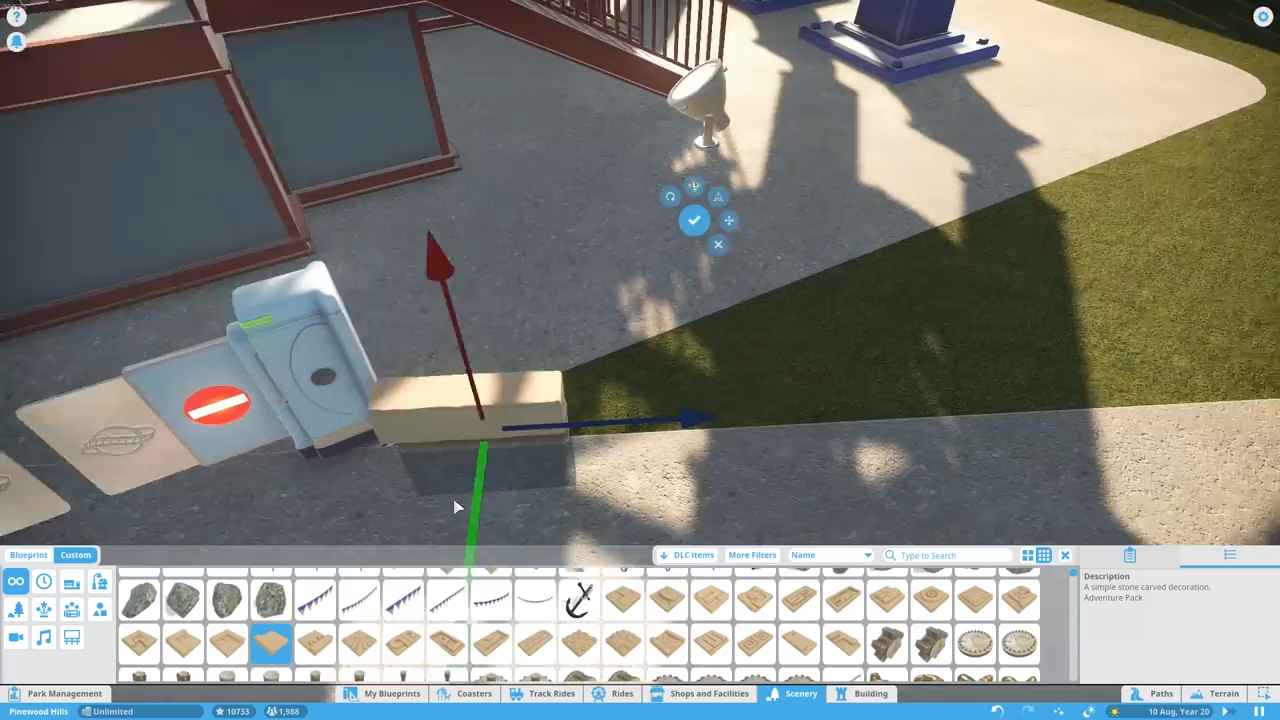 Blueprint Custom DLC items More Filters Name Type to Search
Description
A simple stone carved decoration.
Adventure Pack
Park Management My Blueprints Coasters Track Rides Rides Shops and Facilities Scenery Building Paths Terrain
Pinewood Hills Unlimited 10733 1,988 10 Aug, Year 20